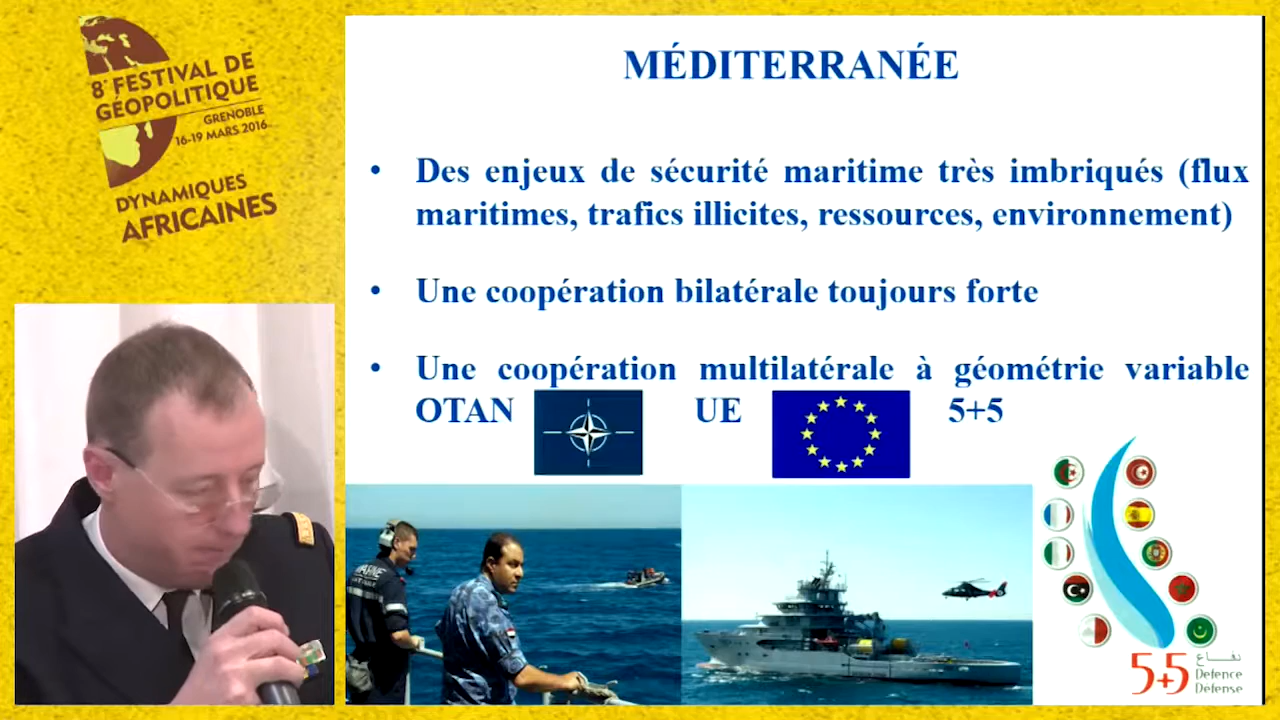 8e FESTIVAL DE
GÉOPOLITIQUE
GRENOBLE
16-19 MARS 2016
DYNAMIQUES
AFRICAINES
MÉDITERRANÉE
• Des enjeux de sécurité maritime très imbriqués (flux
maritimes, trafics illicites, ressources, environnement)
• Une coopération bilatérale toujours forte
• Une coopération multilatérale à géométrie variable
OTAN UE 5+5
MARINE
5+5 دفاع
Defence
Défense